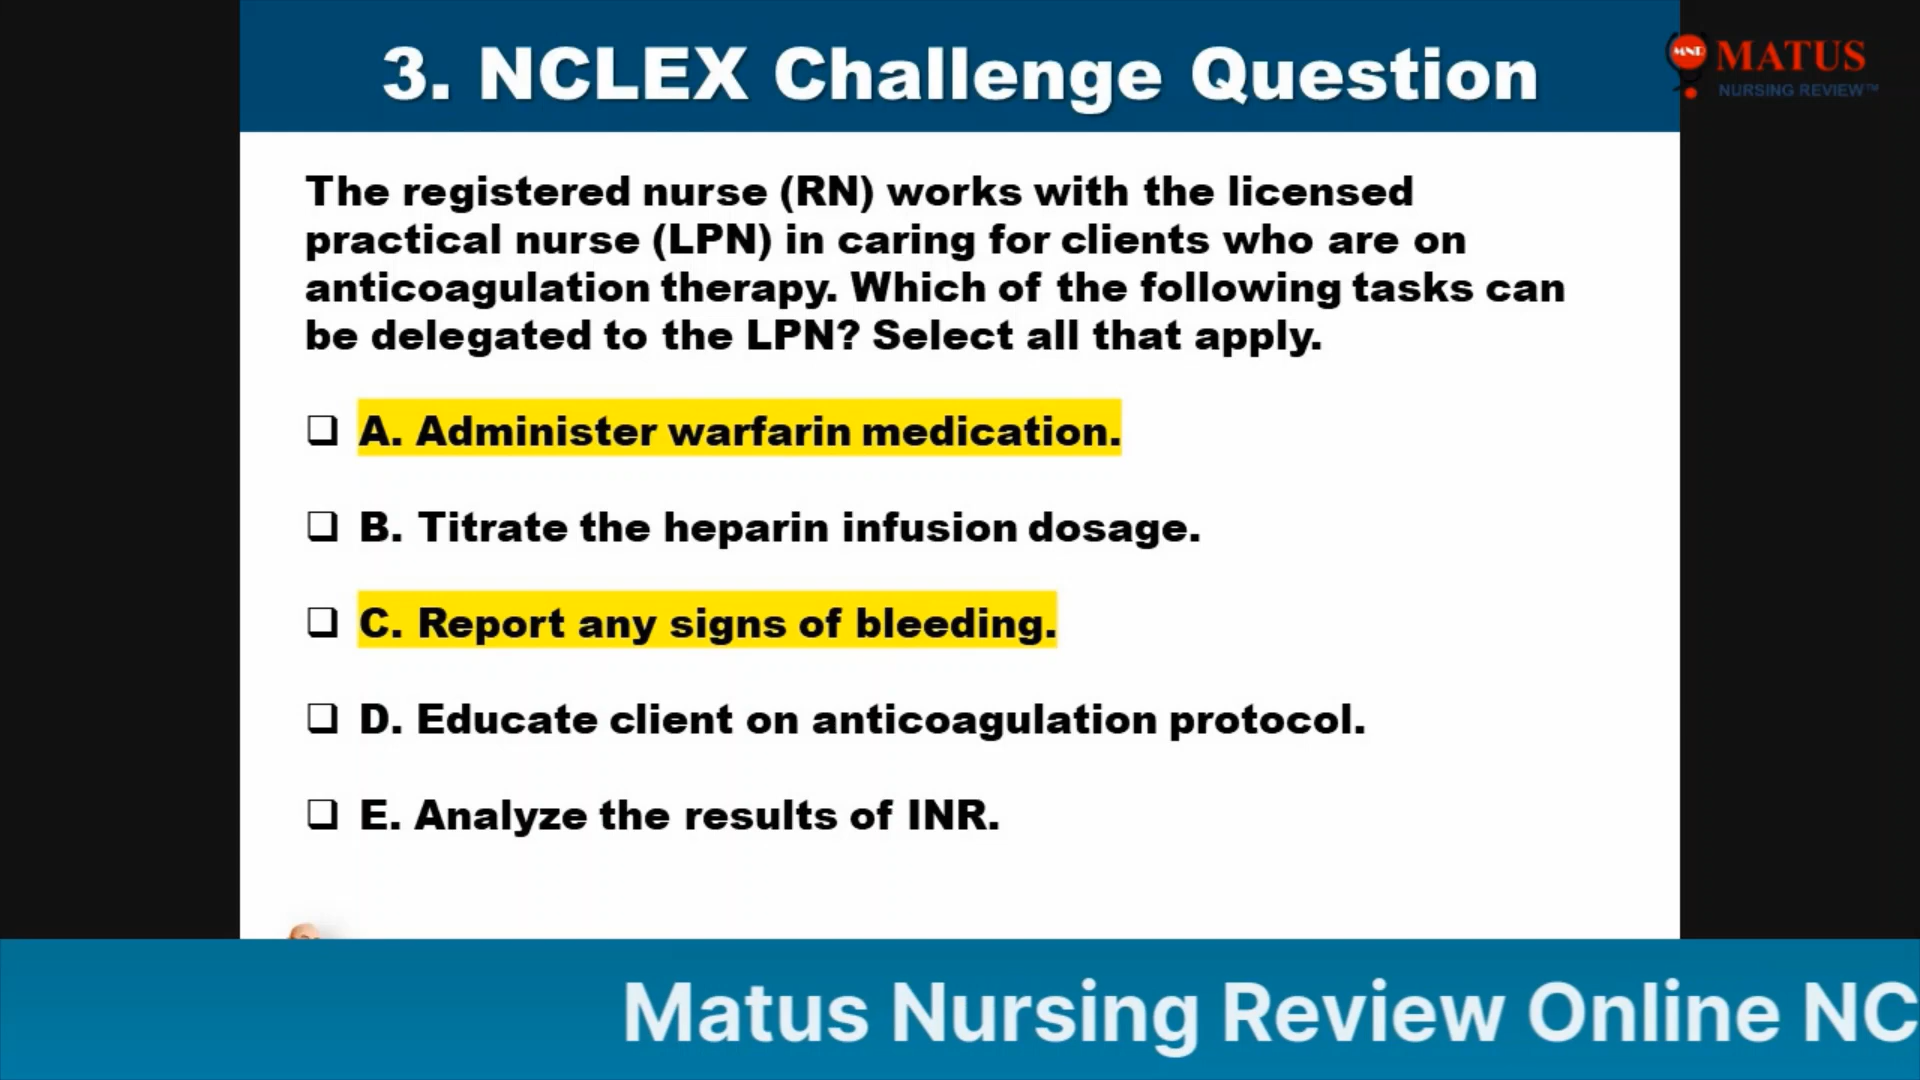 3. NCLEX Challenge Question
MNR
MATUS
NURSING REVIEW™
The registered nurse (RN) works with the licensed
practical nurse (LPN) in caring for clients who are on
anticoagulation therapy. Which of the following tasks can
be delegated to the LPN? Select all that apply.
❑ A. Administer warfarin medication.
❑ B. Titrate the heparin infusion dosage.
❑ C. Report any signs of bleeding.
❑ D. Educate client on anticoagulation protocol.
❑ E. Analyze the results of INR.
Matus Nursing Review Online NC